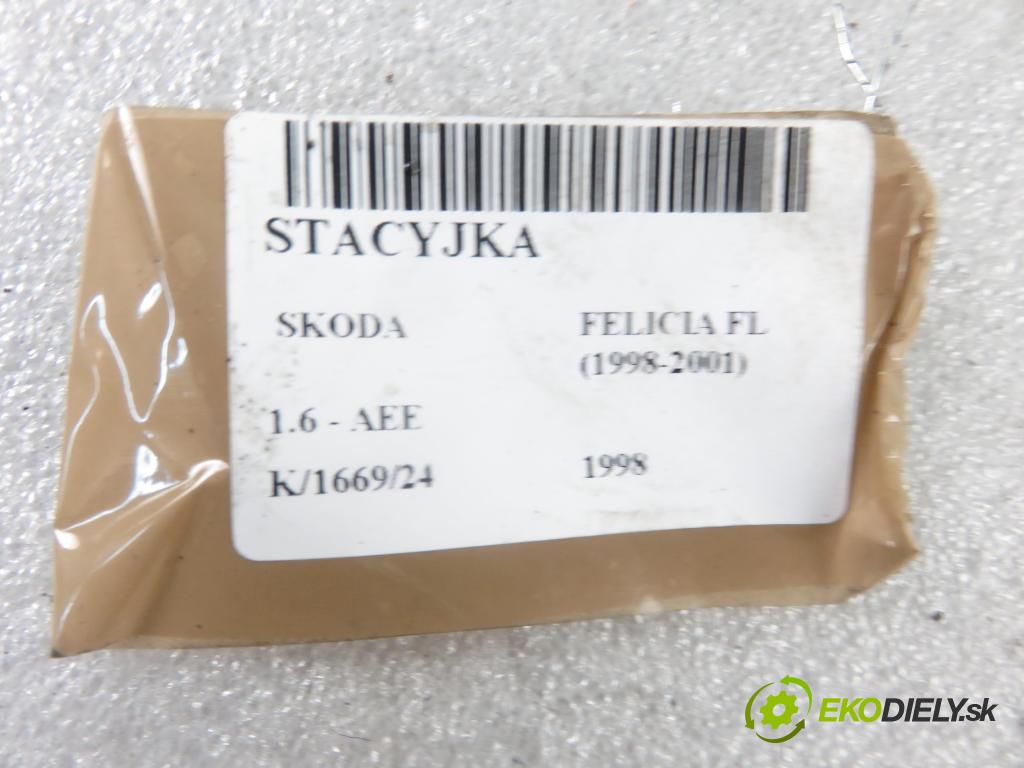 STACYJKA
SKODA
FELICIA FL
(1998-2001)
1.6 - AEE
K/1669/24
1998
EKODIELY.sk